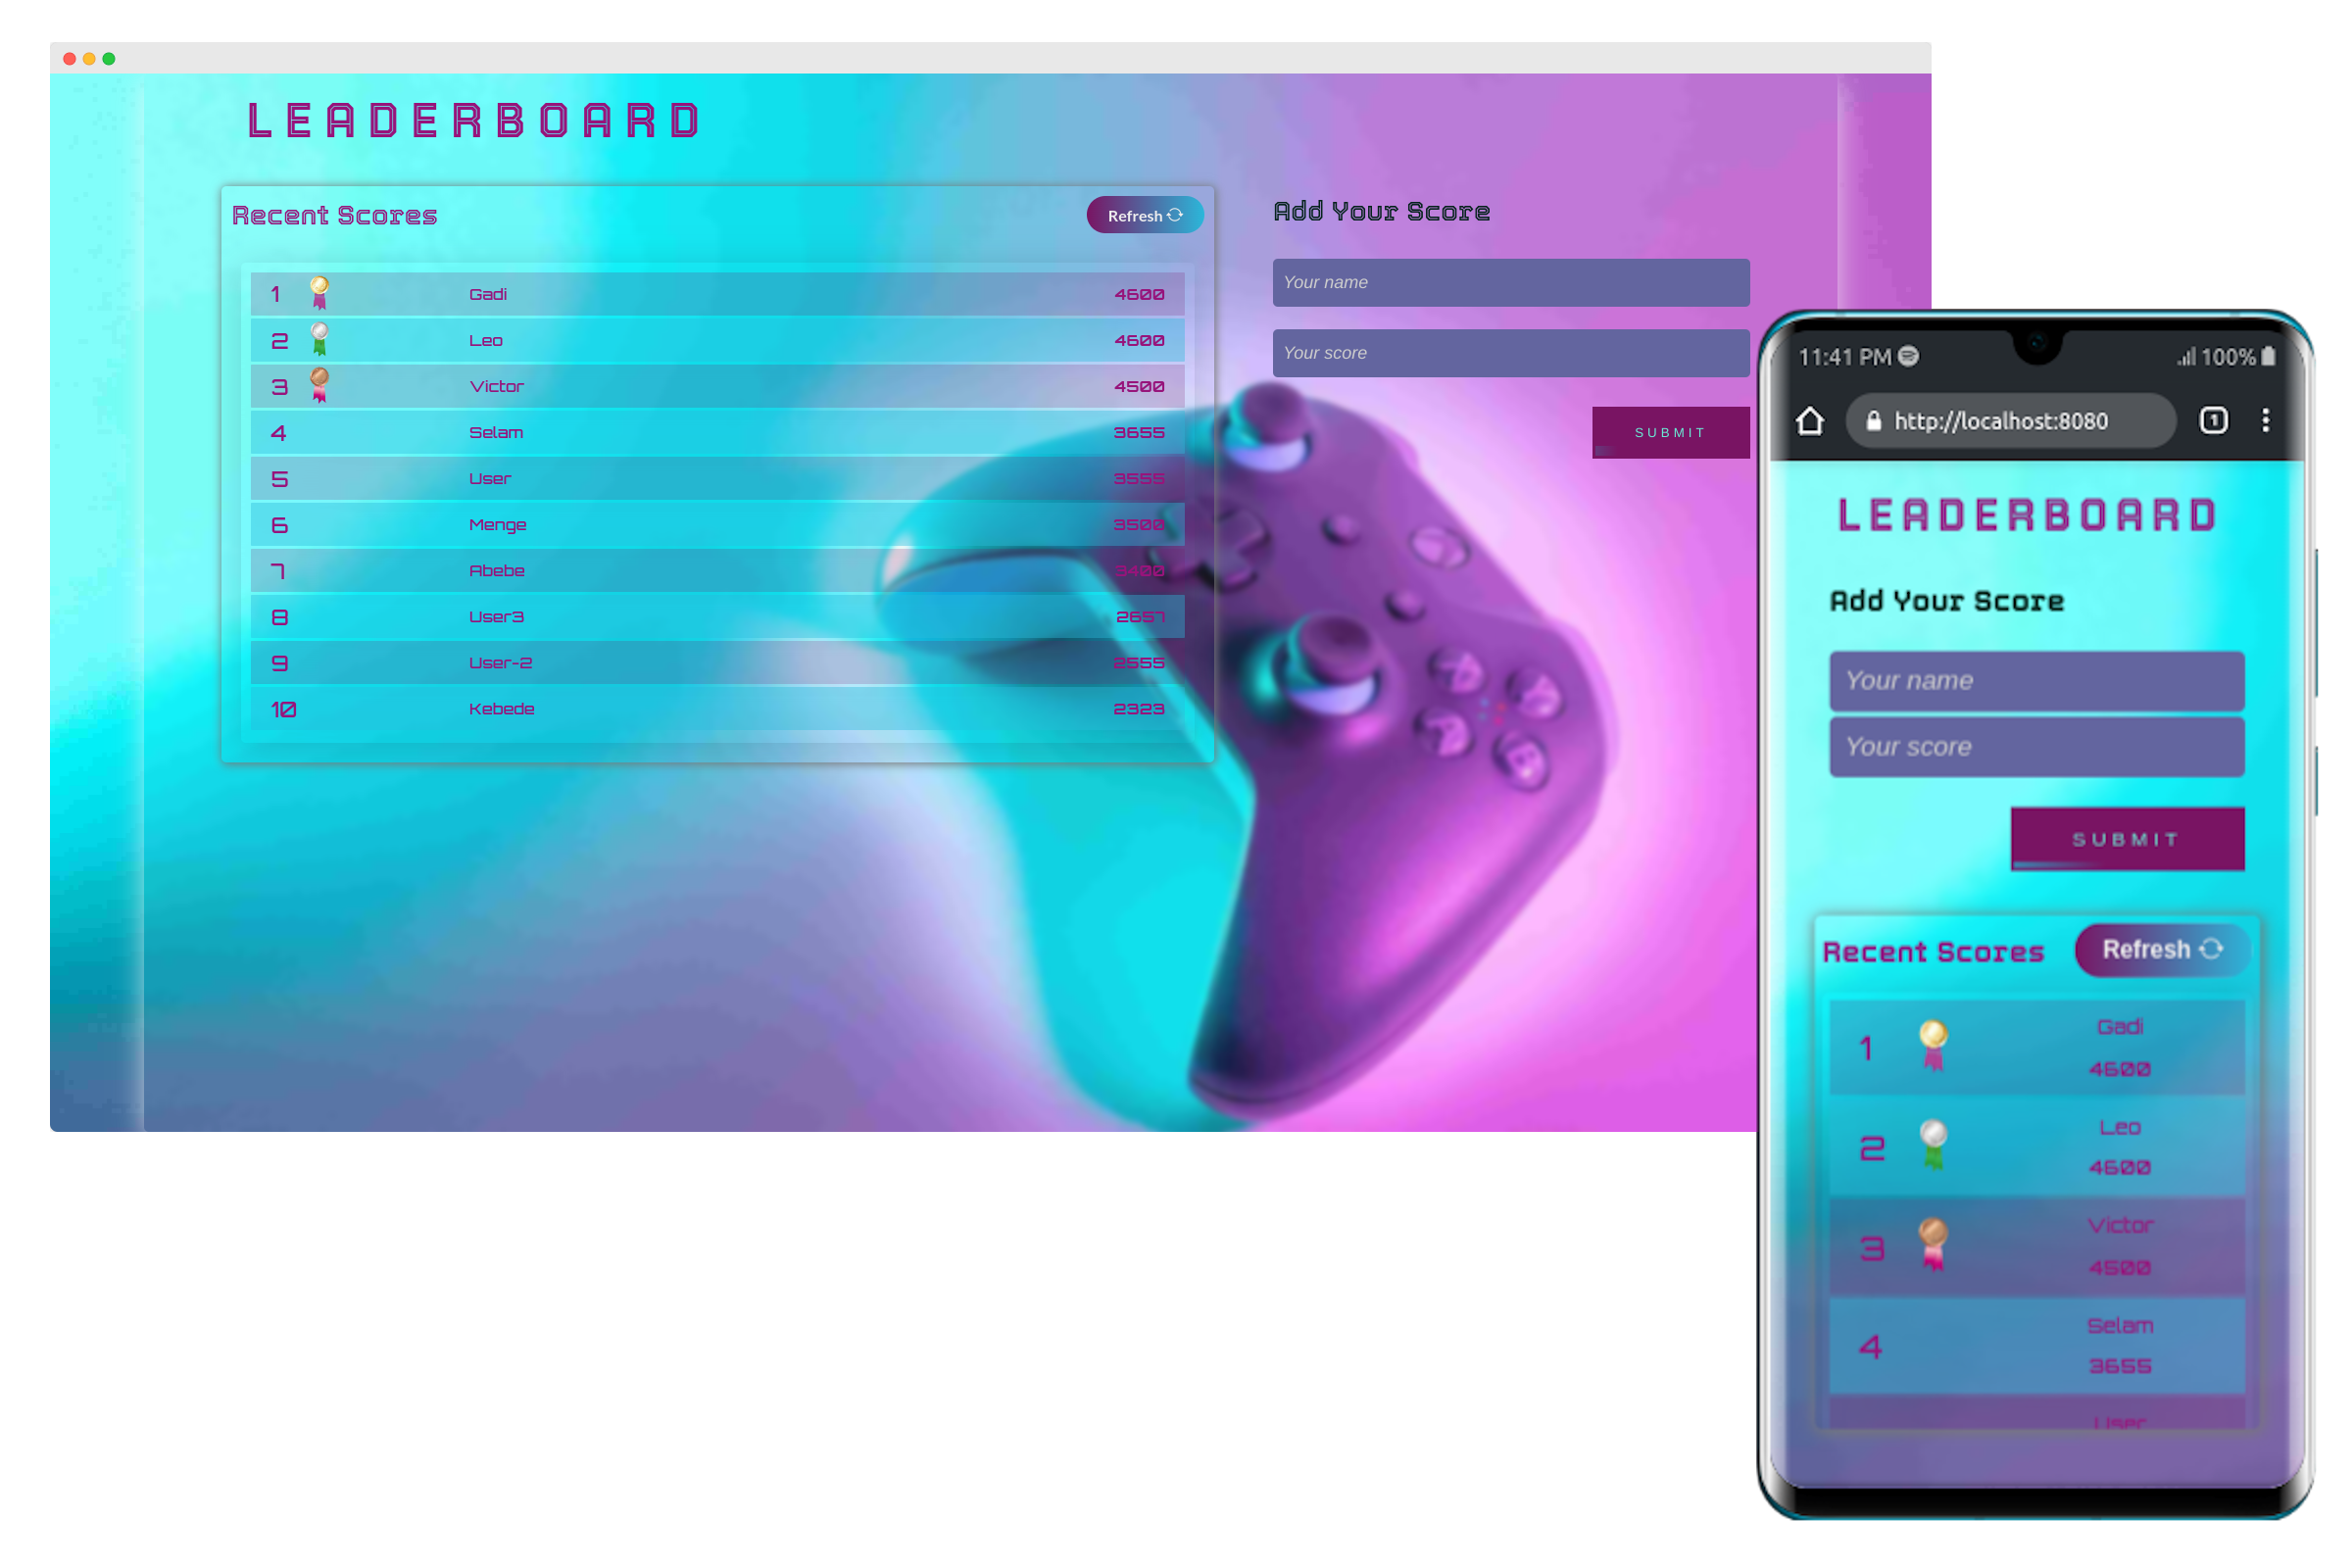 LEADERBOARD
Recent Scores
Refresh
1 Gadi 4600
2 Leo 4600
3 Victor 4500
4 Selam 3655
5 User 3555
6 Menge 3500
7 Abebe 3400
8 User3 2657
9 User-2 2555
10 Kebede 2323
Add Your Score
Your name
Your score
SUBMIT
A
X
Y
B
11:41 PM
100%
http://localhost:8080
1
LEADERBOARD
Add Your Score
Your name
Your score
SUBMIT
Recent Scores
Refresh
1 Gadi
4600
2 Leo
4600
3 Victor
4500
4 Selam
3655
User